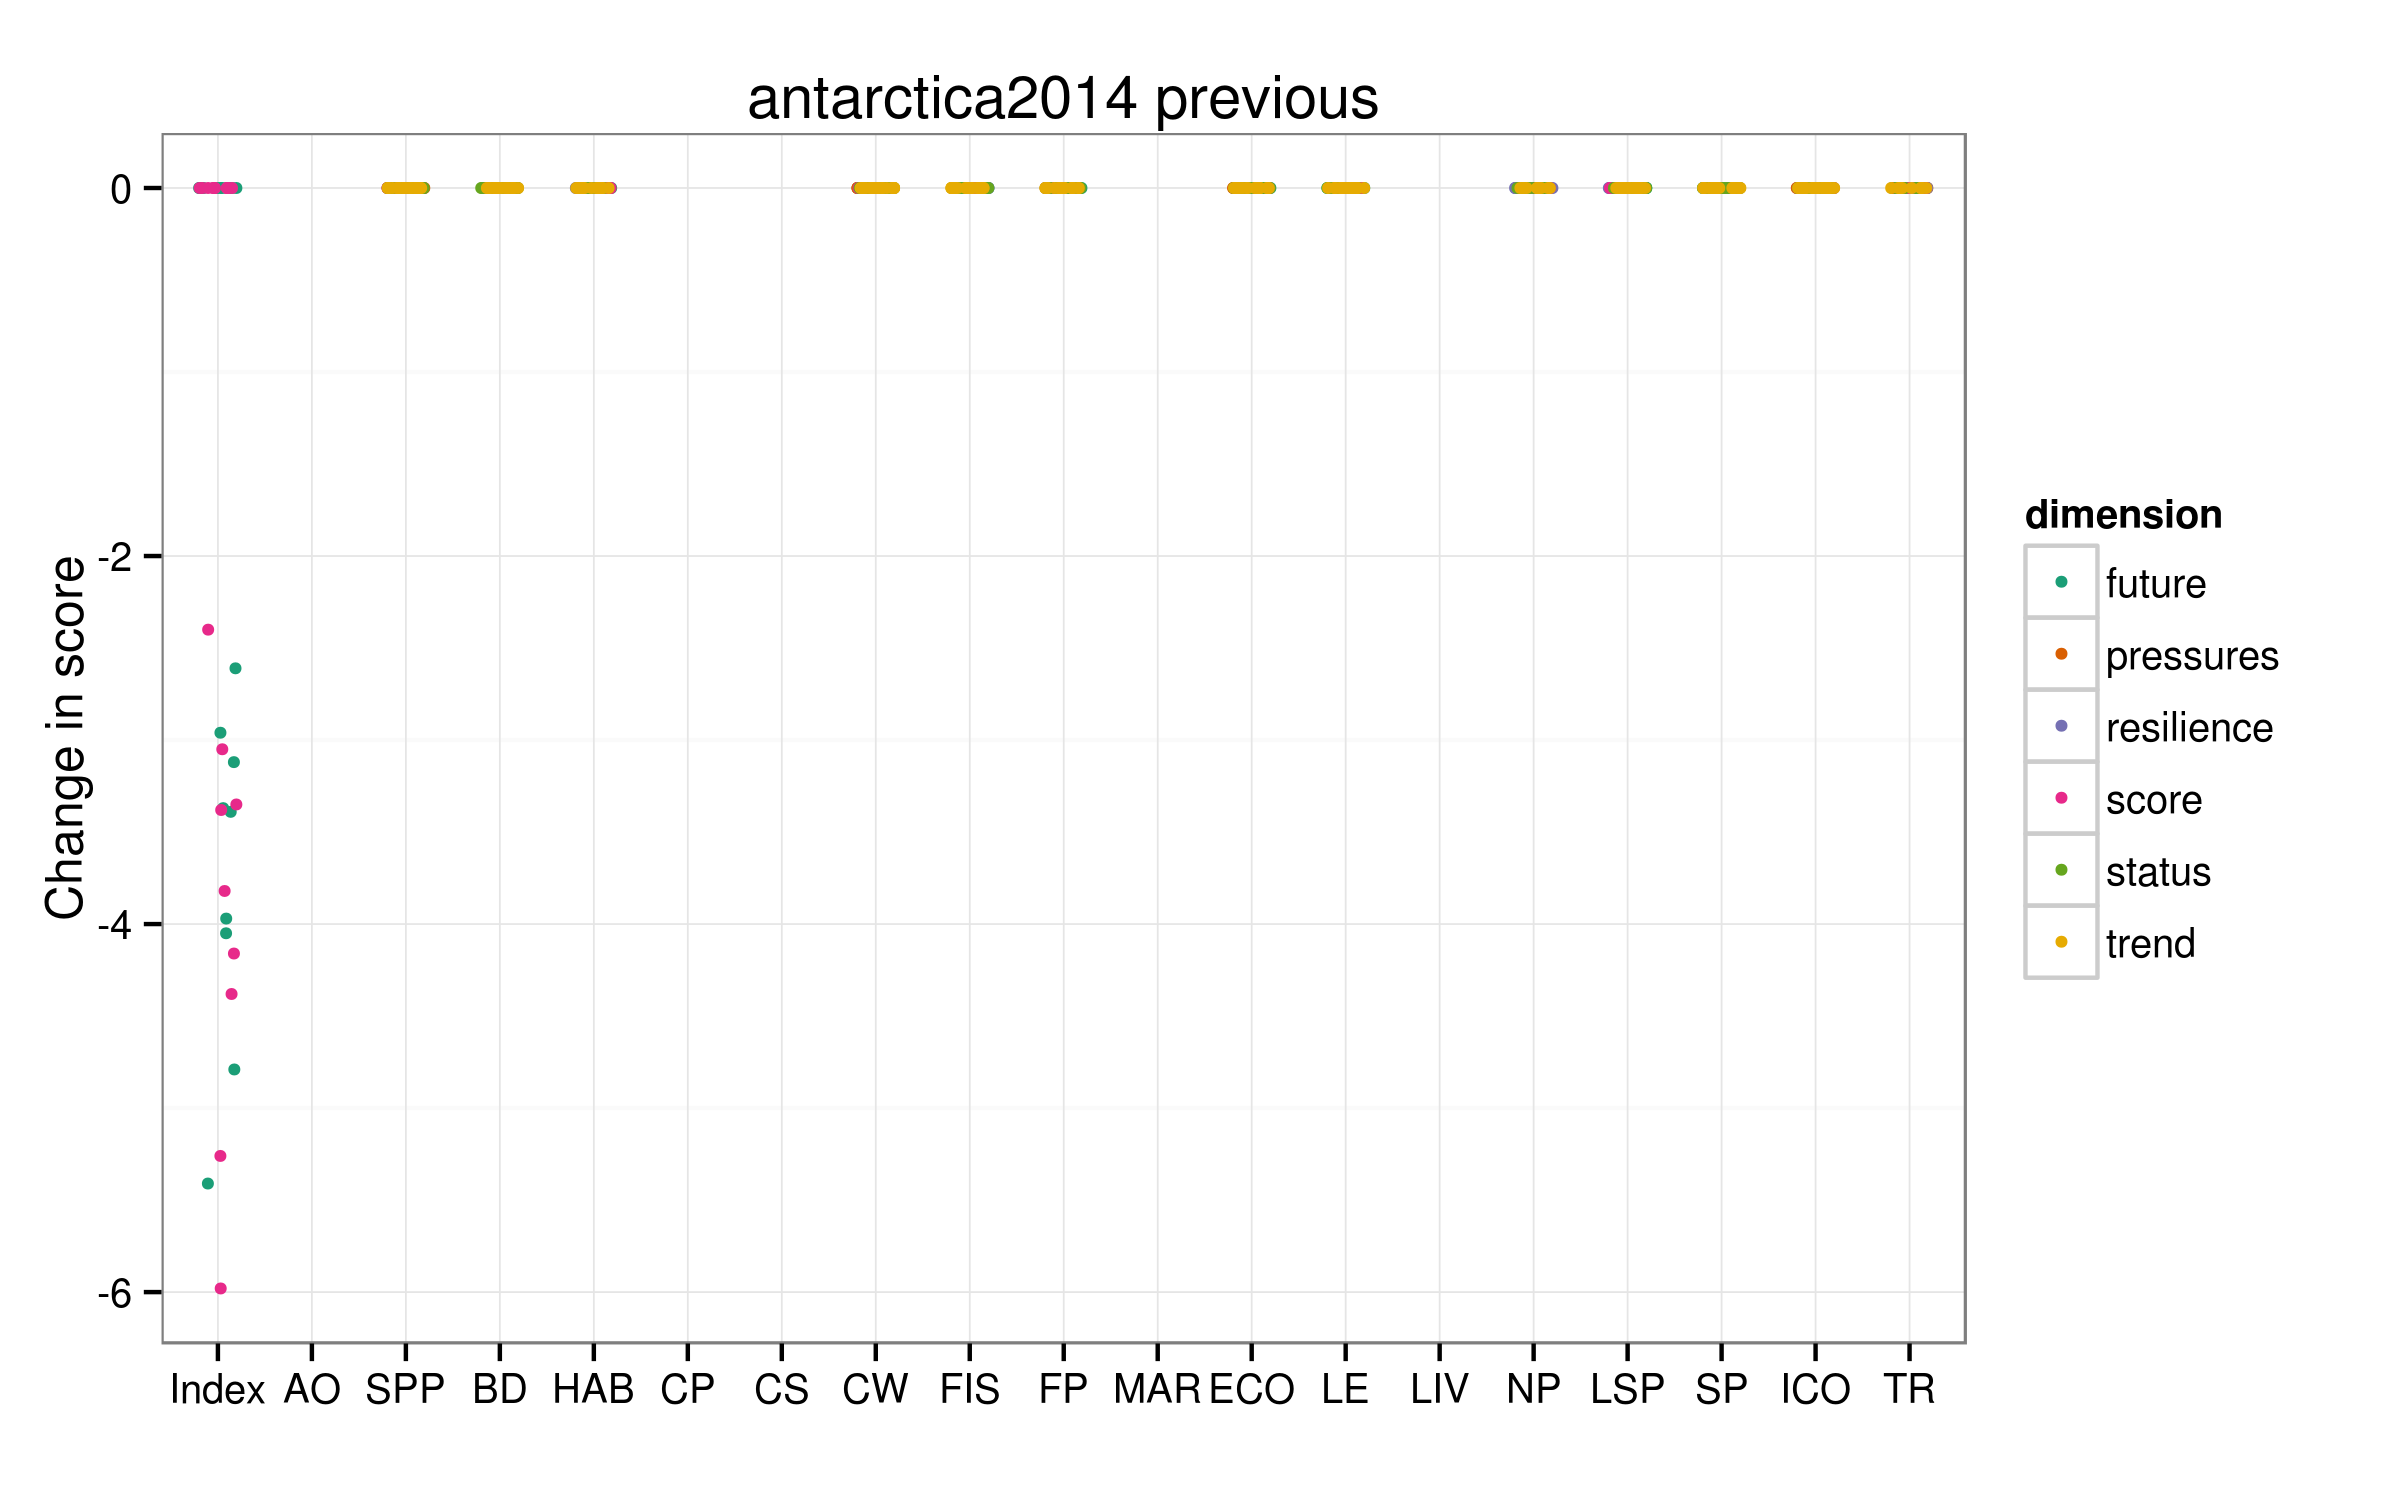 antarctica2014 previous
Change in score
0
-2
-4
-6
Index AO SPP BD HAB CP CS CW FIS FP MAR ECO LE LIV NP LSP SP ICO TR
dimension
future
pressures
resilience
score
status
trend